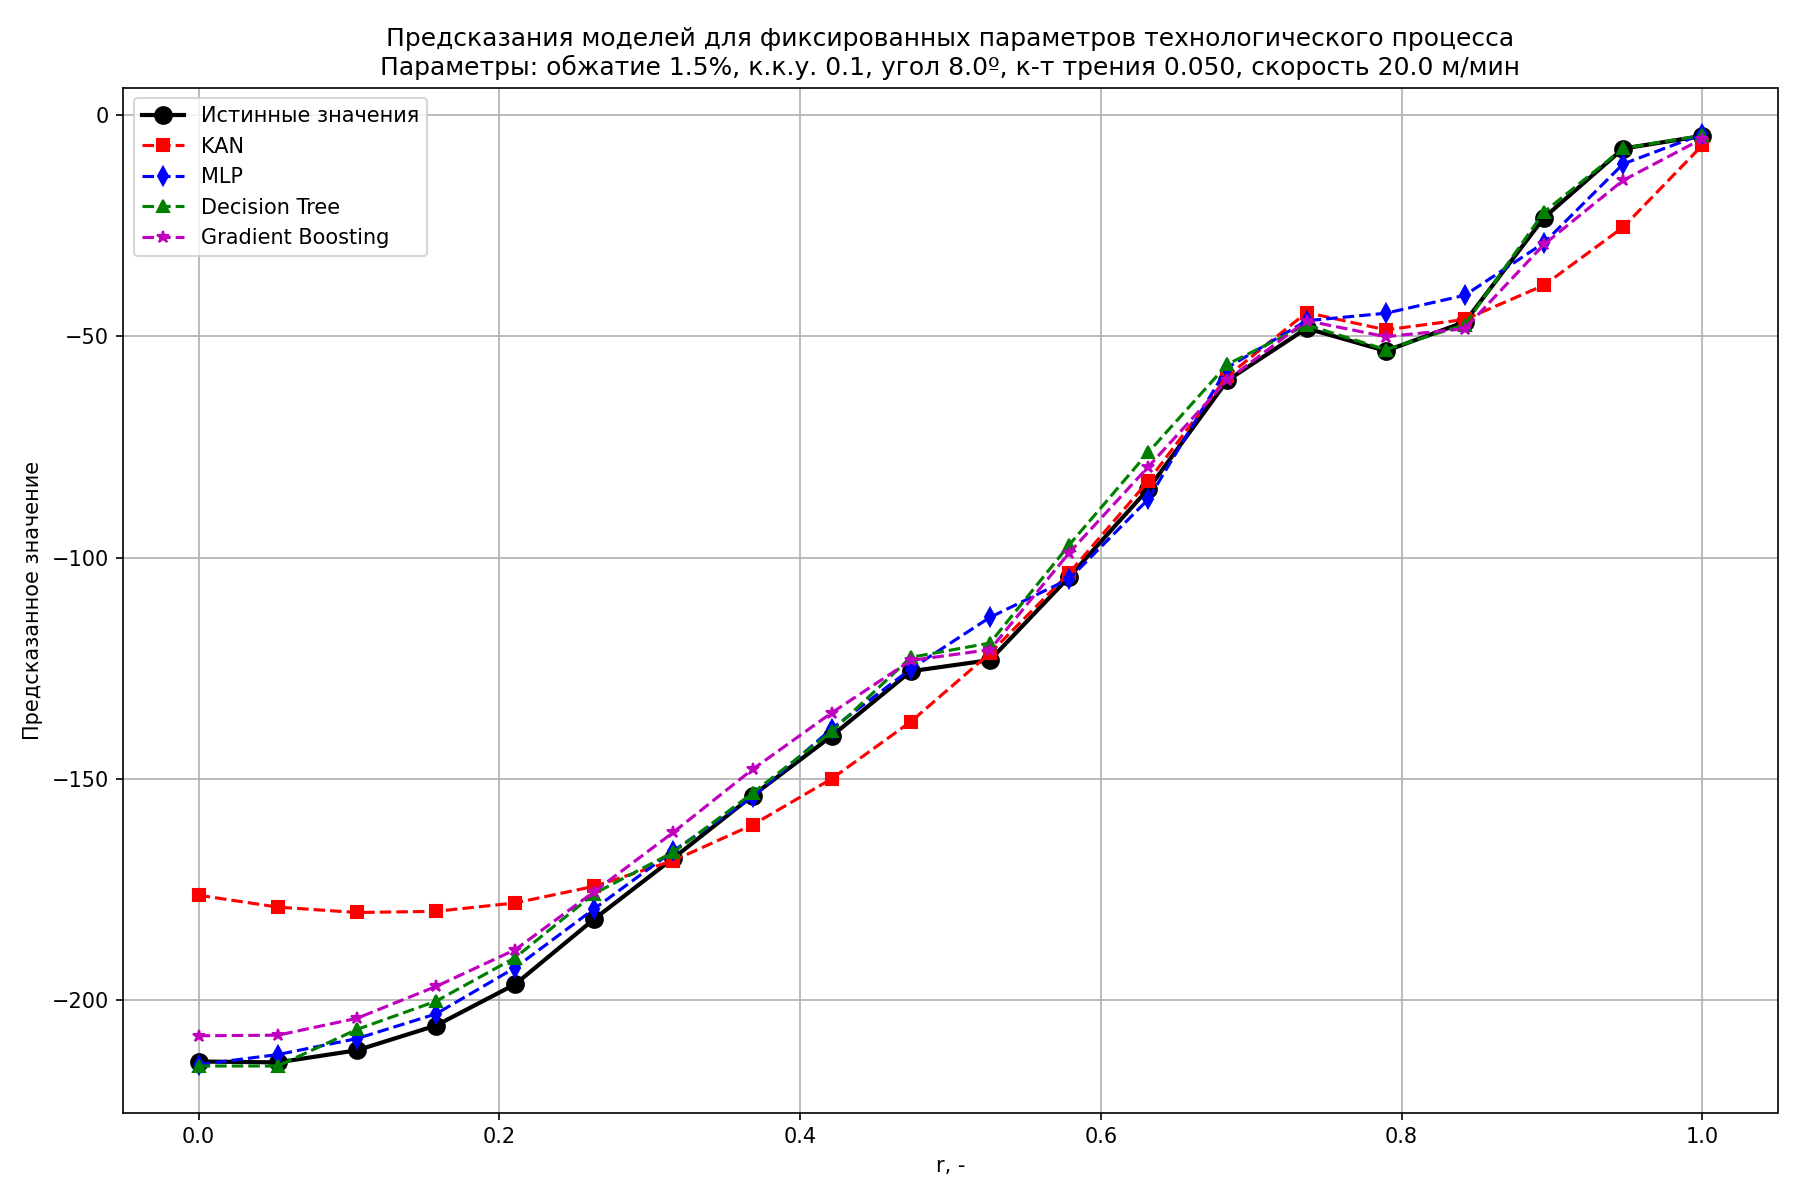 Предсказания моделей для фиксированных параметров технологического процесса
Параметры: обжатие 1.5%, к.к.у. 0.1, угол 8.0º, к-т трения 0.050, скорость 20.0 м/мин
Истинные значения
KAN
MLP
Decision Tree
Gradient Boosting
Предсказанное значение
0
−50
−100
−150
−200
0.0
0.2
0.4
0.6
0.8
1.0
r, -